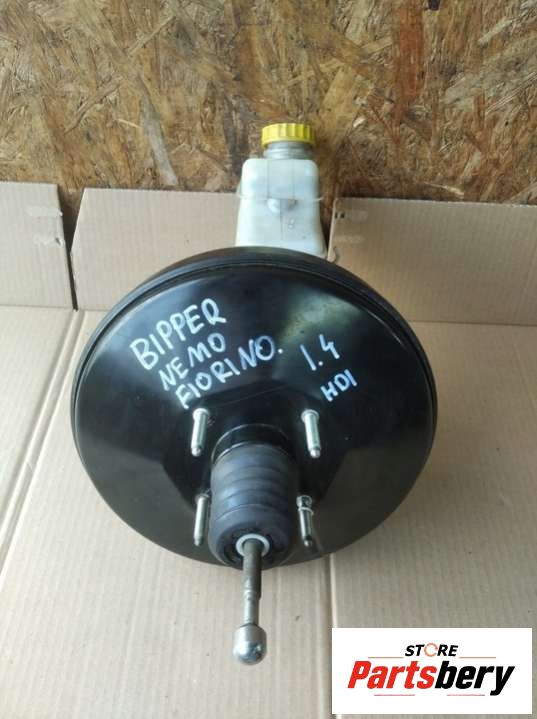 BIPPER
NEMO
FIORINO. 1.4
HDI
STORE
Partsbery